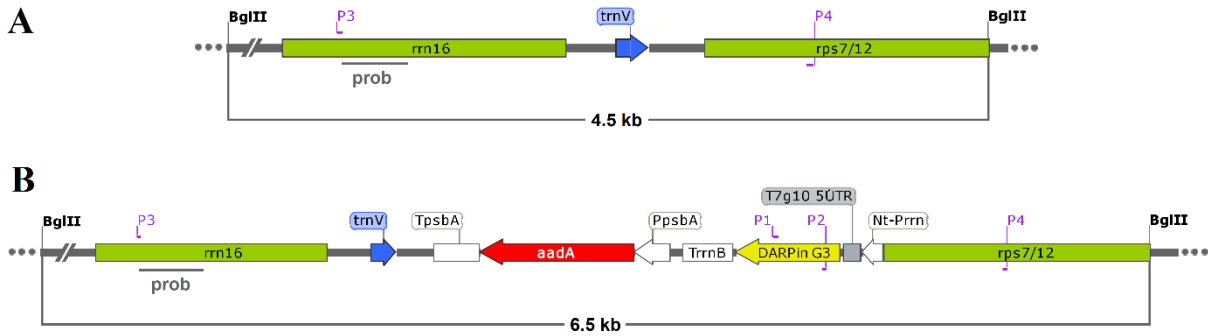 A
BglII
P3
trnV
P4
BglII
rrn16
rps7/12
prob
4.5 kb
B
BglII
P3
trnV
TpsbA
PpsbA
T7g10 5ÚTR
P1
P2
Nt-Prrn
P4
BglII
rrn16
aadA
TrrnB
DARPin G3
rps7/12
prob
6.5 kb